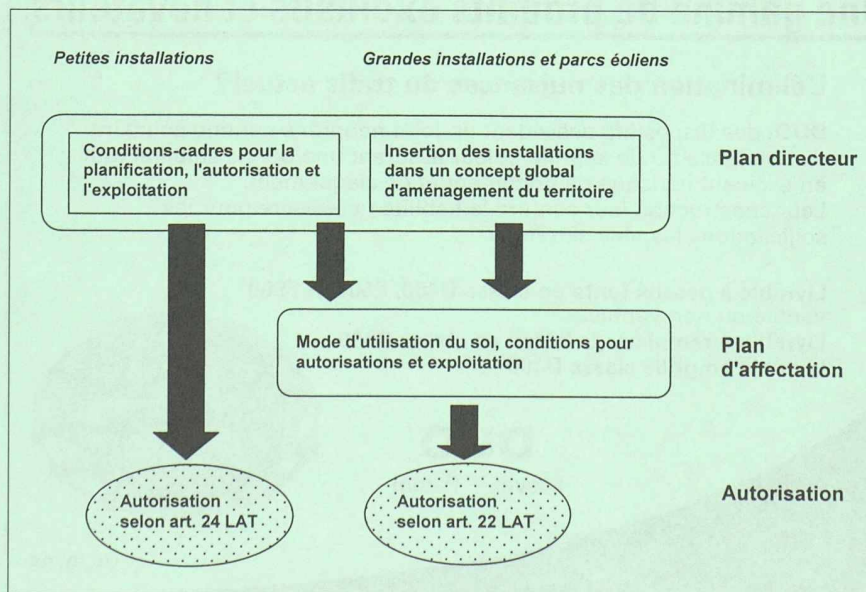 Petites installations
Grandes installations et parcs éoliens
Conditions-cadres pour la
planification, l'autorisation et
l'exploitation
Insertion des installations
dans un concept global
d'aménagement du territoire
Plan directeur
Mode d'utilisation du sol, conditions pour
autorisations et exploitation
Plan
d'affectation
Autorisation
selon art. 24 LAT
Autorisation
selon art. 22 LAT
Autorisation